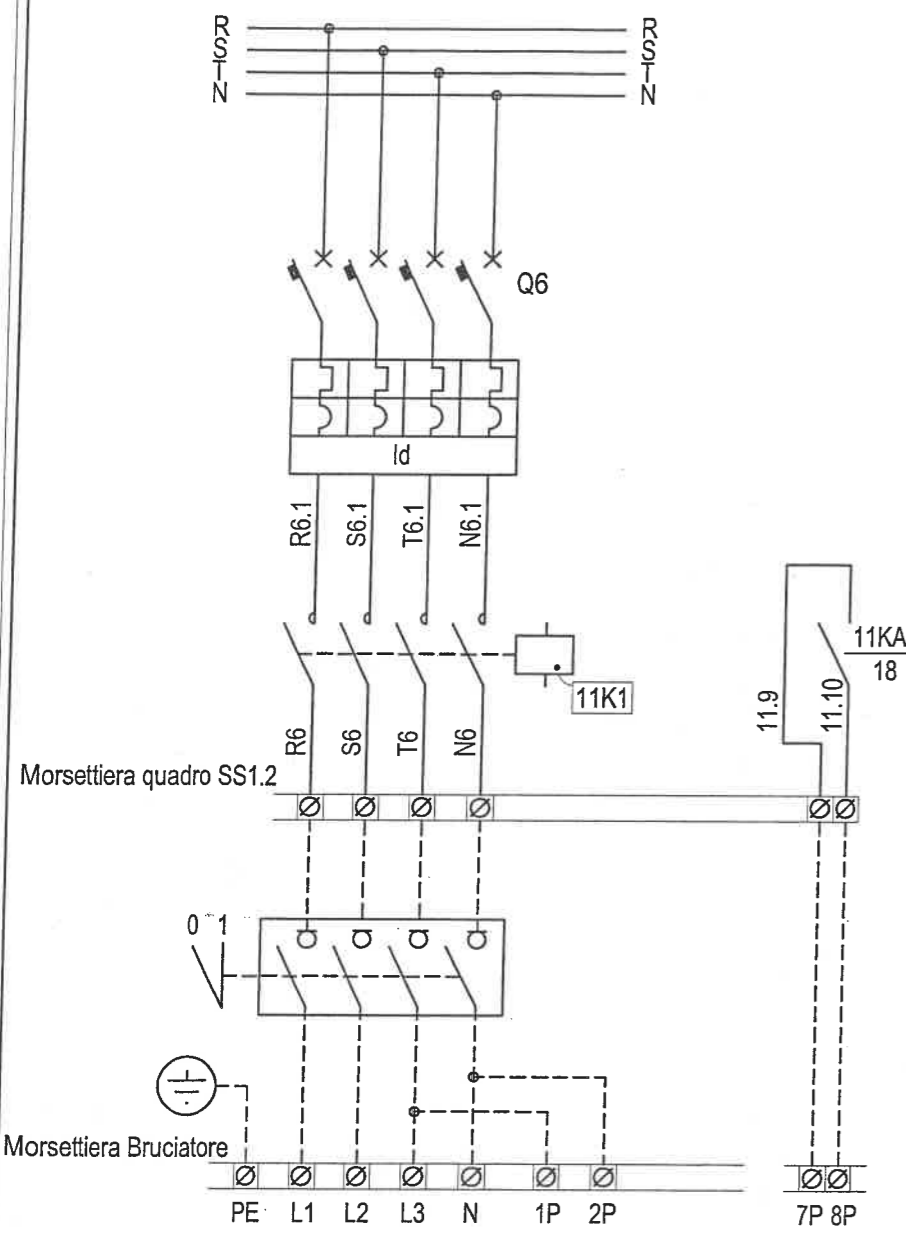 R R
S S
T T
N N
Q6
Id
R6.1 S6.1 T6.1 N6.1
11KA
18
11K1
11.9 11.10
R6 S6 T6 N6
Morsettiera quadro SS1.2
0 1
Morsettiera Bruciatore
PE L1 L2 L3 N 1P 2P 7P 8P